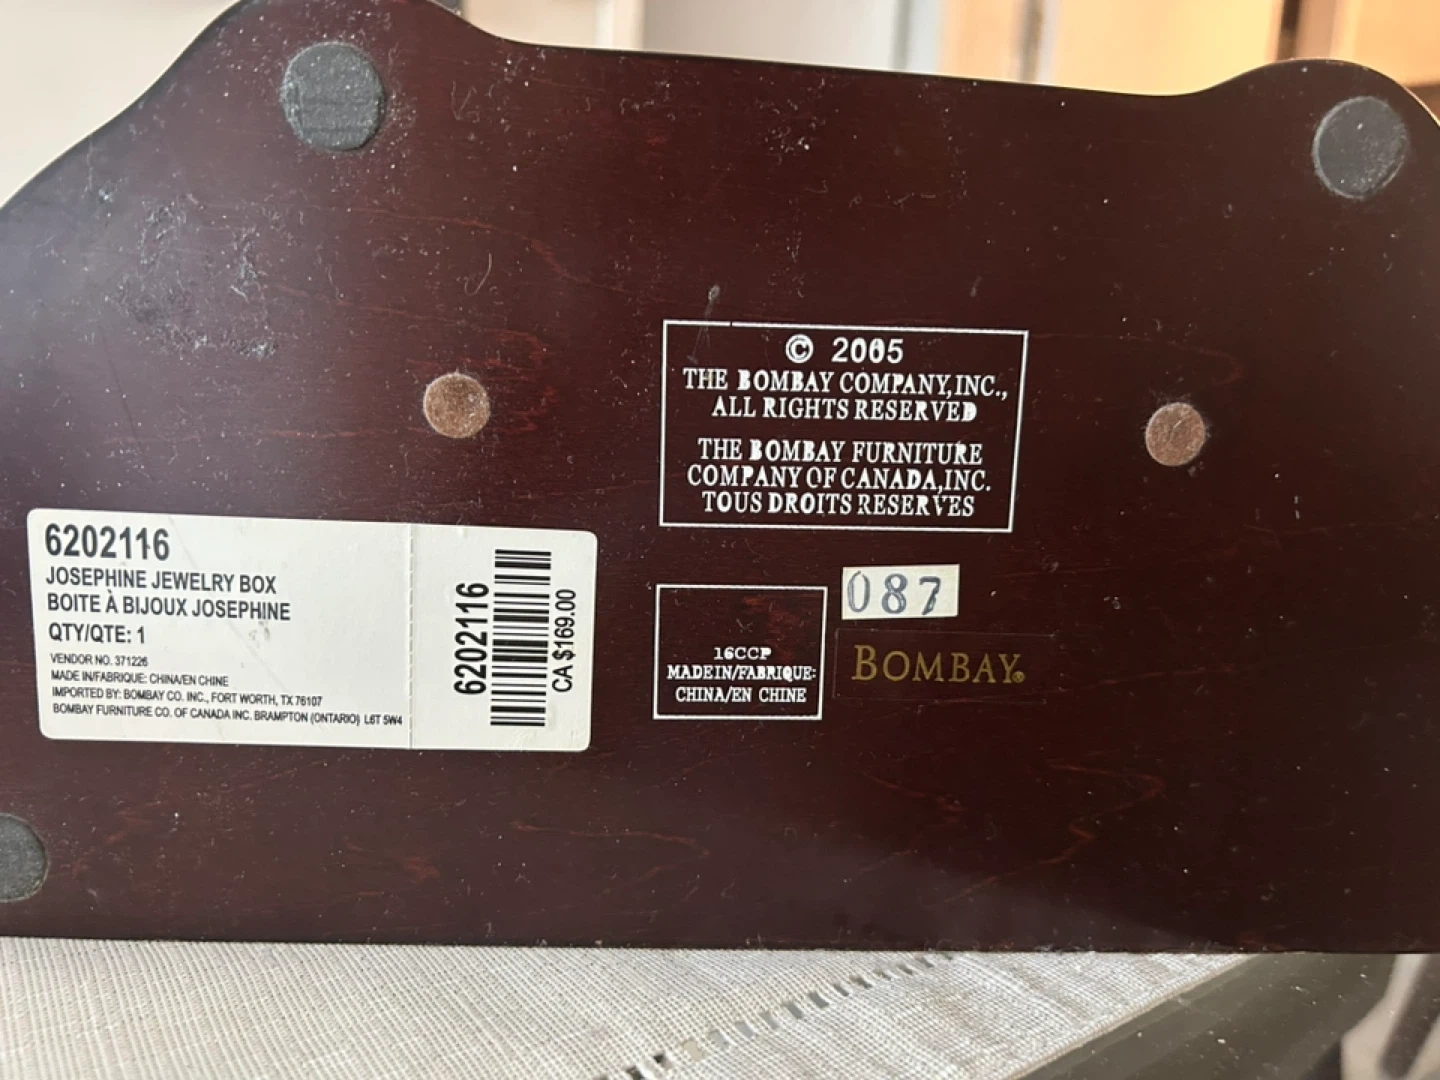 © 2005
THE BOMBAY COMPANY, INC.,
ALL RIGHTS RESERVED
THE BOMBAY FURNITURE
COMPANY OF CANADA, INC.
TOUS DROITS RESERVES
6202116
JOSEPHINE JEWELRY BOX
BOITE À BIJOUX JOSEPHINE
QTY/QTE: 1
VENDOR NO. 371226
MADE IN/FABRIQUE: CHINA/EN CHINE
IMPORTED BY: BOMBAY CO. INC., FORT WORTH, TX 76107
BOMBAY FURNITURE CO. OF CANADA INC. BRAMPTON (ONTARIO) L6T 5W4
6202116
CA $169.00
087
16CCP
MADE IN/FABRIQUE:
CHINA/EN CHINE
BOMBAY®